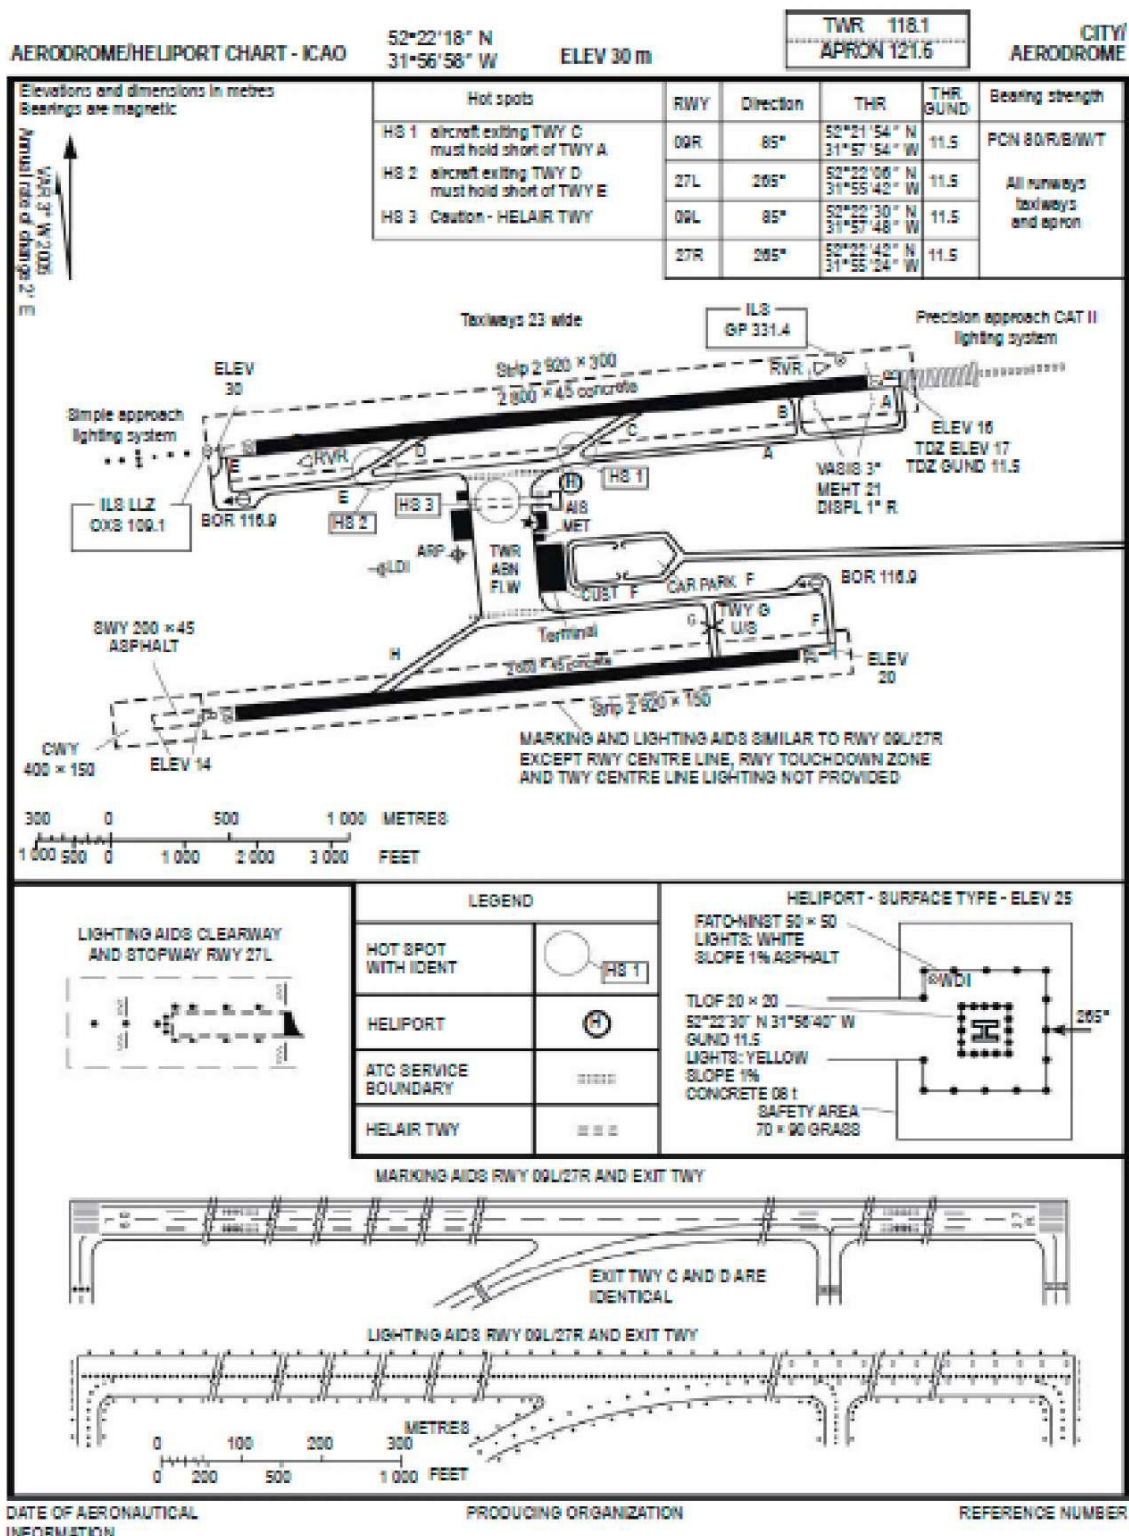 AERODROME/HELIPORT CHART - ICAO
52°22'18" N
31°56'58" W
ELEV 30 m
TWR 118.1
APRON 121.6
CITY/
AERODROME
Elevations and dimensions in metres
Bearings are magnetic
VAR 3° W
Annual rate of change 2' E
Hot spots
HS 1 aircraft exiting TWY C
must hold short of TWY A
HS 2 aircraft exiting TWY D
must hold short of TWY E
HS 3 Caution - HELAIR TWY
RWY Direction THR THR GUND Bearing strength
09R 85° 52°21'54" N 31°57'54" W 11.5
27L 265° 52°22'06" N 31°55'42" W 11.5
09L 85° 52°22'30" N 31°57'48" W 11.5
27R 265° 52°22'42" N 31°55'24" W 11.5
PCN 80/R/B/W/T
All runways
taxiways
and apron
Taxiways 23 wide
ILS
GP 331.4
Precision approach CAT II
lighting system
ELEV
30
Strip 2 920 × 300
2 800 × 45 concrete
RVR
Simple approach
lighting system
E
RVR
D
C
B
A
A
ELEV 16
TDZ ELEV 17
TDZ GUND 11.5
VASIS 3°
MEHT 21
DISPL 1° R
ILS LLZ
OXS 109.1
BOR 116.9
E
HS 2
HS 3
HS 1
H
AIS
MET
ARP
LDI
TWR
ABN
FLW
CAR PARK F
CUST F
BOR 116.9
Terminal
G
TWY G
U/S
F
SWY 200 × 45
ASPHALT
H
2 600 × 45 concrete
ELEV
20
Strip 2 920 × 150
CWY
400 × 150
ELEV 14
MARKING AND LIGHTING AIDS SIMILAR TO RWY 09L/27R
EXCEPT RWY CENTRE LINE, RWY TOUCHDOWN ZONE
AND TWY CENTRE LINE LIGHTING NOT PROVIDED
300 0 500 1 000 METRES
1 000 500 0 1 000 2 000 3 000 FEET
LIGHTING AIDS CLEARWAY
AND STOPWAY RWY 27L
LEGEND
HOT SPOT
WITH IDENT
HS 1
HELIPORT
H
ATC SERVICE
BOUNDARY
HELAIR TWY
HELIPORT - SURFACE TYPE - ELEV 25
FATO-NINST 50 × 50
LIGHTS: WHITE
SLOPE 1% ASPHALT
WDI
TLOF 20 × 20
52°22'30" N 31°56'40" W
GUND 11.5
LIGHTS: YELLOW
SLOPE 1%
CONCRETE 08 t
H
265°
SAFETY AREA
70 × 90 GRASS
MARKING AIDS RWY 09L/27R AND EXIT TWY
EXIT TWY C AND D ARE
IDENTICAL
LIGHTING AIDS RWY 09L/27R AND EXIT TWY
METRES
0 100 200 300
0 200 500 1 000 FEET
DATE OF AERONAUTICAL
INFORMATION
PRODUCING ORGANIZATION
REFERENCE NUMBER